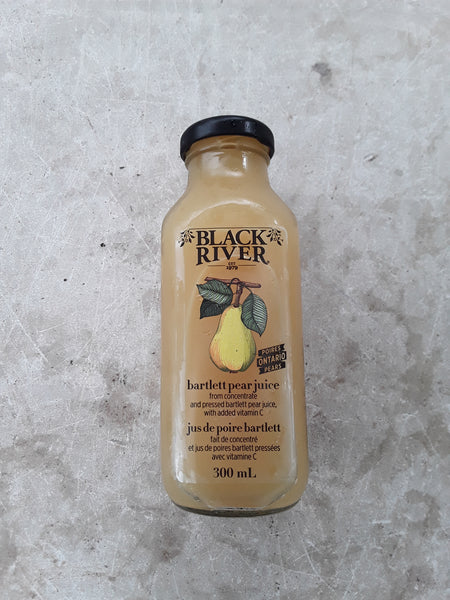 BLACK
RIVER
EST
1979
POIRES
ONTARIO
PEARS
bartlett pear juice
from concentrate
and pressed bartlett pear juice,
with added vitamin C
jus de poire bartlett
fait de concentré
et jus de poires bartlett pressées
avec vitamine C
300 mL